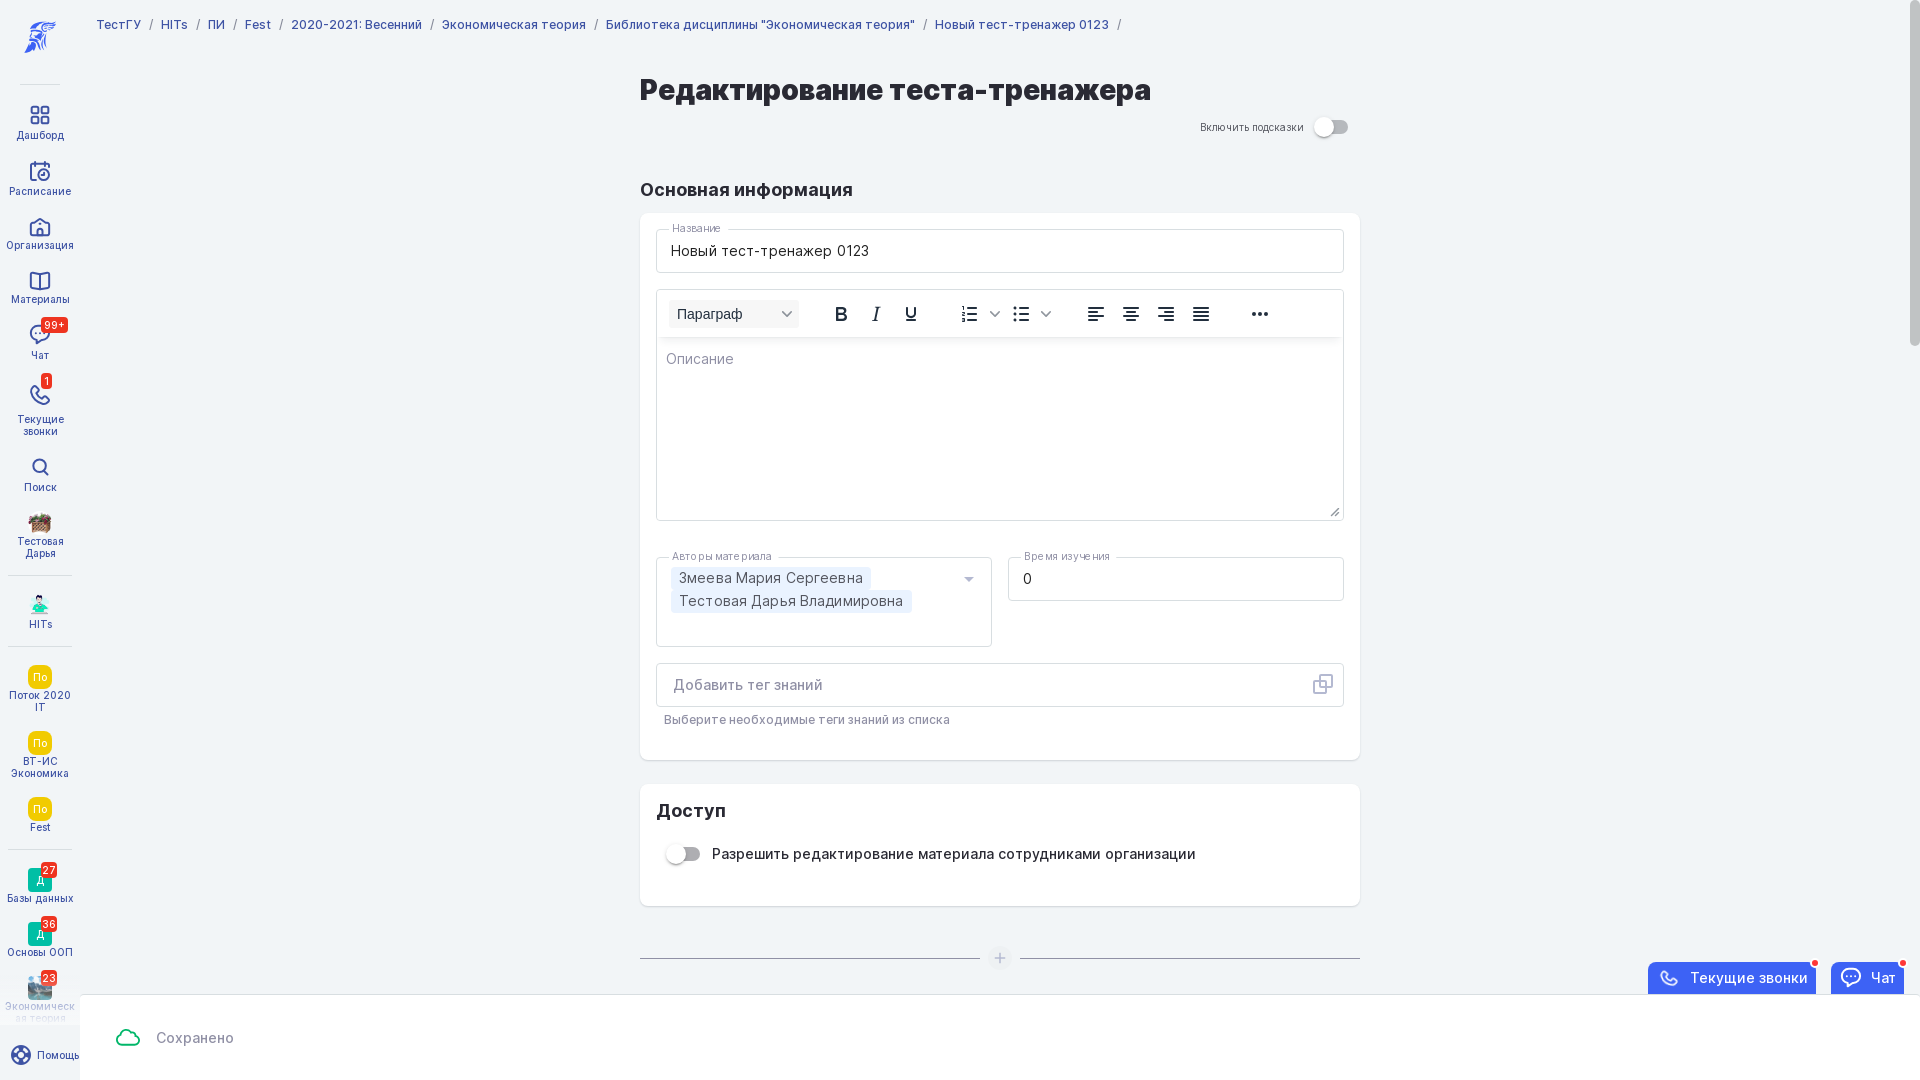 ТестГУ / HITs / ПИ / Fest / 2020-2021: Весенний / Экономическая теория / Библиотека дисциплины "Экономическая теория" / Новый тест-тренажер 0123 /
Редактирование теста-тренажера
Включить подсказки
Дашборд
Расписание
Организация
Материалы
99+
Чат
1
Текущие
звонки
Поиск
Тестовая
Дарья
HITs
По
Поток 2020
IT
По
ВТ-ИС
Экономика
По
Fest
27
Д
Базы данных
36
Д
Основы ООП
23
Экономическ
ая теория
Помощь
Основная информация
Название
Новый тест-тренажер 0123
Параграф
Описание
Авторы материала
Змеева Мария Сергеевна
Тестовая Дарья Владимировна
Время изучения
0
Добавить тег знаний
Выберите необходимые теги знаний из списка
Доступ
Разрешить редактирование материала сотрудниками организации
Текущие звонки
Чат
Сохранено